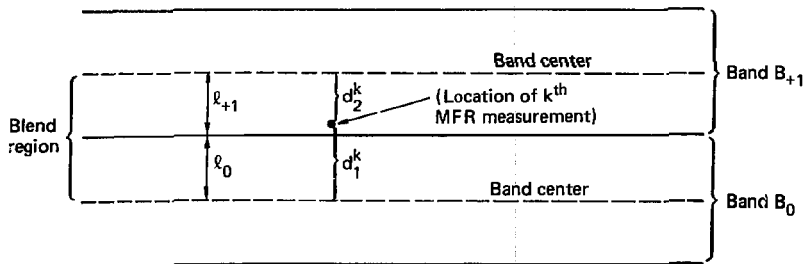 Band center
Band B+1
ℓ+1
d₂ᵏ
(Location of kᵗʰ
MFR measurement)
Blend
region
ℓ0
d₁ᵏ
Band center
Band B0